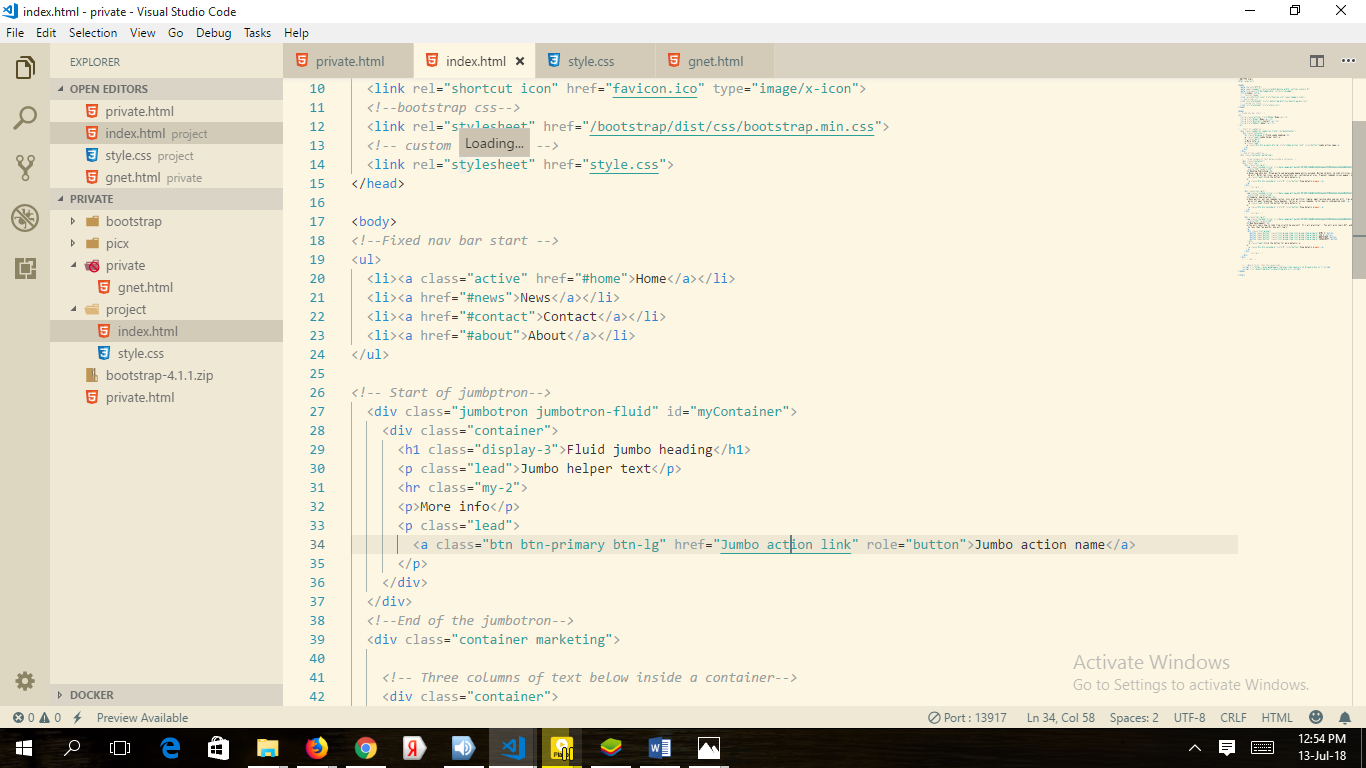 index.html - private - Visual Studio Code
File Edit Selection View Go Debug Tasks Help
EXPLORER
private.html index.html style.css gnet.html
OPEN EDITORS
private.html
index.html project
style.css project
gnet.html private
PRIVATE
bootstrap
picx
private
gnet.html
project
index.html
style.css
bootstrap-4.1.1.zip
private.html
DOCKER
10 <link rel="shortcut icon" href="favicon.ico" type="image/x-icon">
11 <!--bootstrap css-->
12 <link rel="stylesheet" href="/bootstrap/dist/css/bootstrap.min.css">
Loading...
13 <!-- custom -->
14 <link rel="stylesheet" href="style.css">
15 </head>
16
17 <body>
18 <!--Fixed nav bar start -->
19 <ul>
20 <li><a class="active" href="#home">Home</a></li>
21 <li><a href="#news">News</a></li>
22 <li><a href="#contact">Contact</a></li>
23 <li><a href="#about">About</a></li>
24 </ul>
25
26 <!-- Start of jumbptron-->
27 <div class="jumbotron jumbotron-fluid" id="myContainer">
28 <div class="container">
29 <h1 class="display-3">Fluid jumbo heading</h1>
30 <p class="lead">Jumbo helper text</p>
31 <hr class="my-2">
32 <p>More info</p>
33 <p class="lead">
34 <a class="btn btn-primary btn-lg" href="Jumbo action link" role="button">Jumbo action name</a>
35 </p>
36 </div>
37 </div>
38 <!--End of the jumbotron-->
39 <div class="container marketing">
40
41 <!-- Three columns of text below inside a container-->
42 <div class="container">
Activate Windows
Go to Settings to activate Windows.
0 0 Preview Available Port : 13917 Ln 34, Col 58 Spaces: 2 UTF-8 CRLF HTML
12:54 PM
13-Jul-18